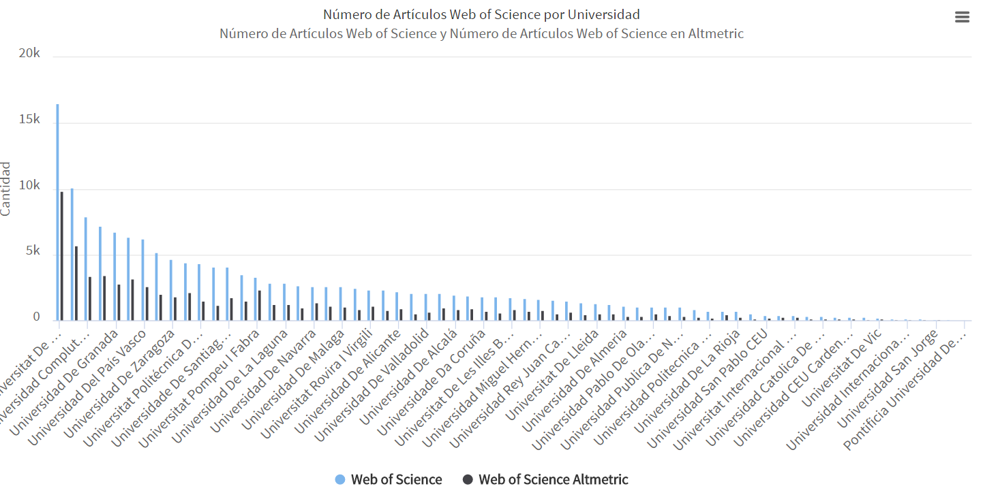 Número de Artículos Web of Science por Universidad
Número de Artículos Web of Science y Número de Artículos Web of Science en Altmetric
20k
15k
10k
5k
0
Cantidad
niversitat De …
niversidad Complut…
Universidad De Granada
Universidad Del País Vasco
Universidad De Zaragoza
Universitat Politécnica D…
Universidade De Santiag…
Universitat Pompeu I Fabra
Universidad De La Laguna
Universidad De Navarra
Universidad De Malaga
Universitat Rovira I Virgili
Universidad De Alicante
Universidad De Valladolid
Universidad De Alcalá
Universidade Da Coruña
Universitat De Les Illes B…
Universidad Miguel Hern…
Universidad Rey Juan Ca…
Universitat De Lleida
Universidad De Almeria
Universidad Pablo De Ola…
Universidad Publica De N…
Universidad Politecnica …
Universidad De La Rioja
Universidad San Pablo CEU
Universitat Internacional …
Universidad Catolica De …
Universidad CEU Carden…
Universitat De Vic
Universidad Internaciona…
Universidad San Jorge
Pontificia Universidad De…
Web of Science
Web of Science Altmetric